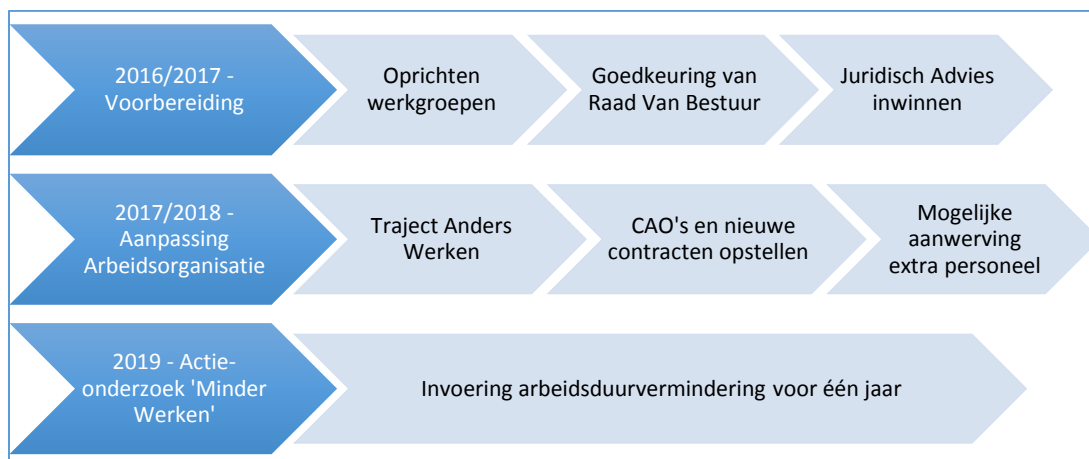 2016/2017 -
Voorbereiding
Oprichten
werkgroepen
Goedkeuring van
Raad Van Bestuur
Juridisch Advies
inwinnen
2017/2018 -
Aanpassing
Arbeidsorganisatie
Traject Anders
Werken
CAO's en nieuwe
contracten opstellen
Mogelijke
aanwerving
extra personeel
2019 - Actie-
onderzoek 'Minder
Werken'
Invoering arbeidsduurvermindering voor één jaar